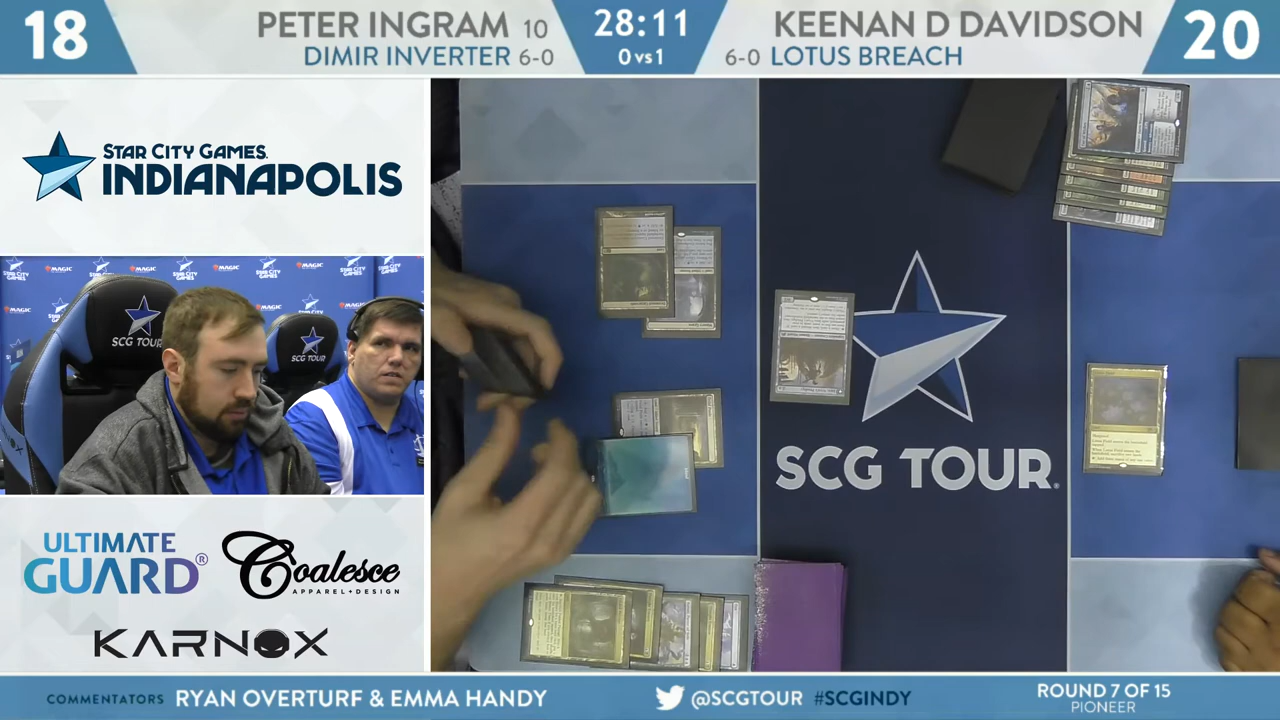 18
PETER INGRAM 10
DIMIR INVERTER 6-0
28:11
0 vs 1
KEENAN D DAVIDSON
6-0 LOTUS BREACH
20
STAR CITY GAMES.
INDIANAPOLIS
SCG TOUR
SCG TOUR
SCG TOUR®
ULTIMATE
GUARD®
Coalesce
APPAREL+DESIGN
KARNOX
COMMENTATORS RYAN OVERTURF & EMMA HANDY
@SCGTOUR #SCGINDY
ROUND 7 OF 15
PIONEER